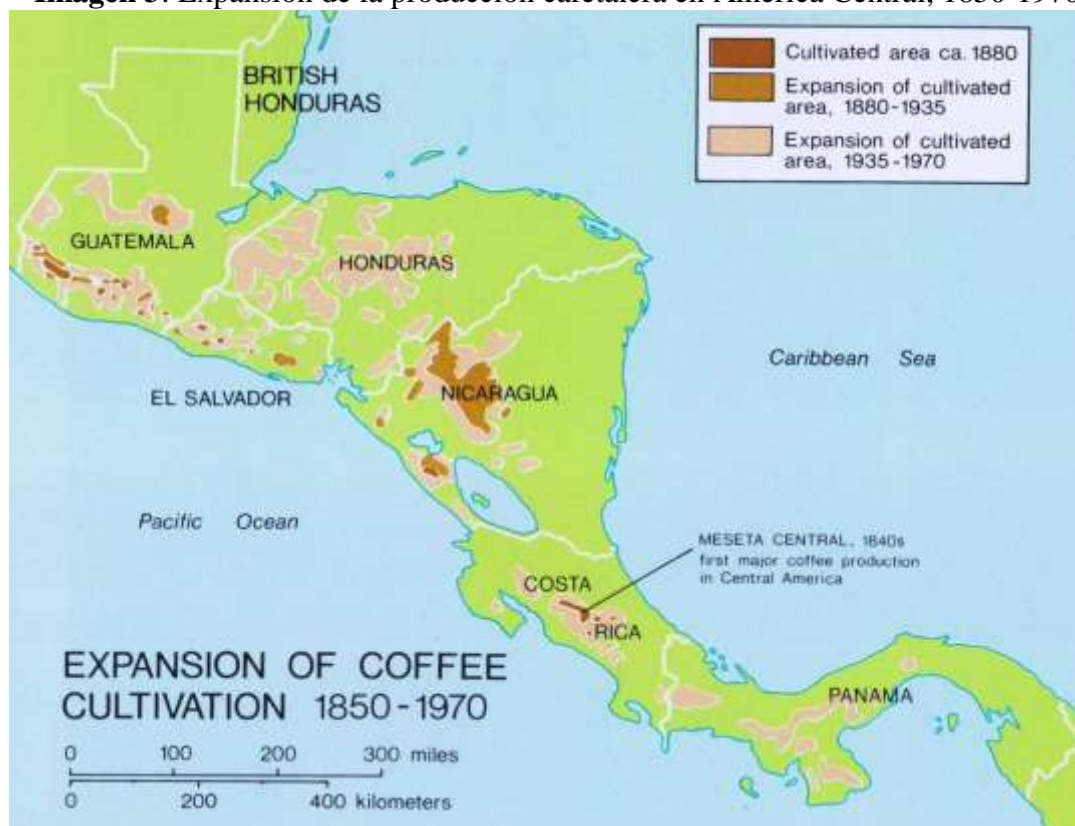 Imagen 3: Expansión de la producción cafetalera en América Central, 1850-1970
BRITISH
HONDURAS
Cultivated area ca. 1880
Expansion of cultivated
area, 1880-1935
Expansion of cultivated
area, 1935-1970
GUATEMALA
HONDURAS
EL SALVADOR
NICARAGUA
Caribbean Sea
Pacific Ocean
MESETA CENTRAL, 1840s
first major coffee production
in Central America
COSTA
RICA
PANAMA
EXPANSION OF COFFEE
CULTIVATION 1850-1970
0 100 200 300 miles
0 200 400 kilometers